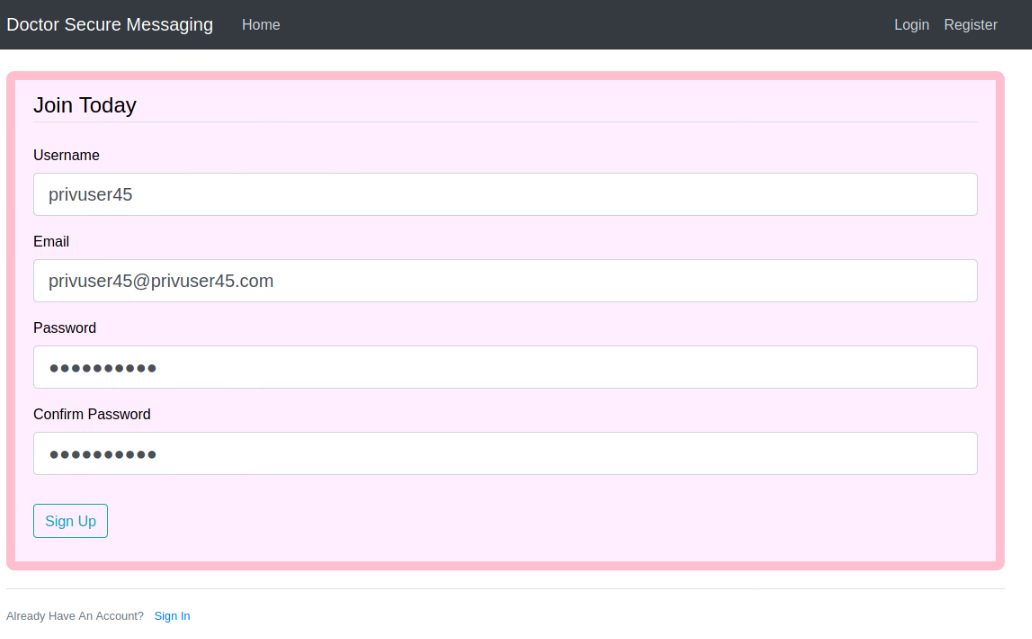 Doctor Secure Messaging Home Login Register
Join Today
Username
privuser45
Email
privuser45@privuser45.com
Password
●●●●●●●●●●
Confirm Password
●●●●●●●●●●
Sign Up
Already Have An Account? Sign In